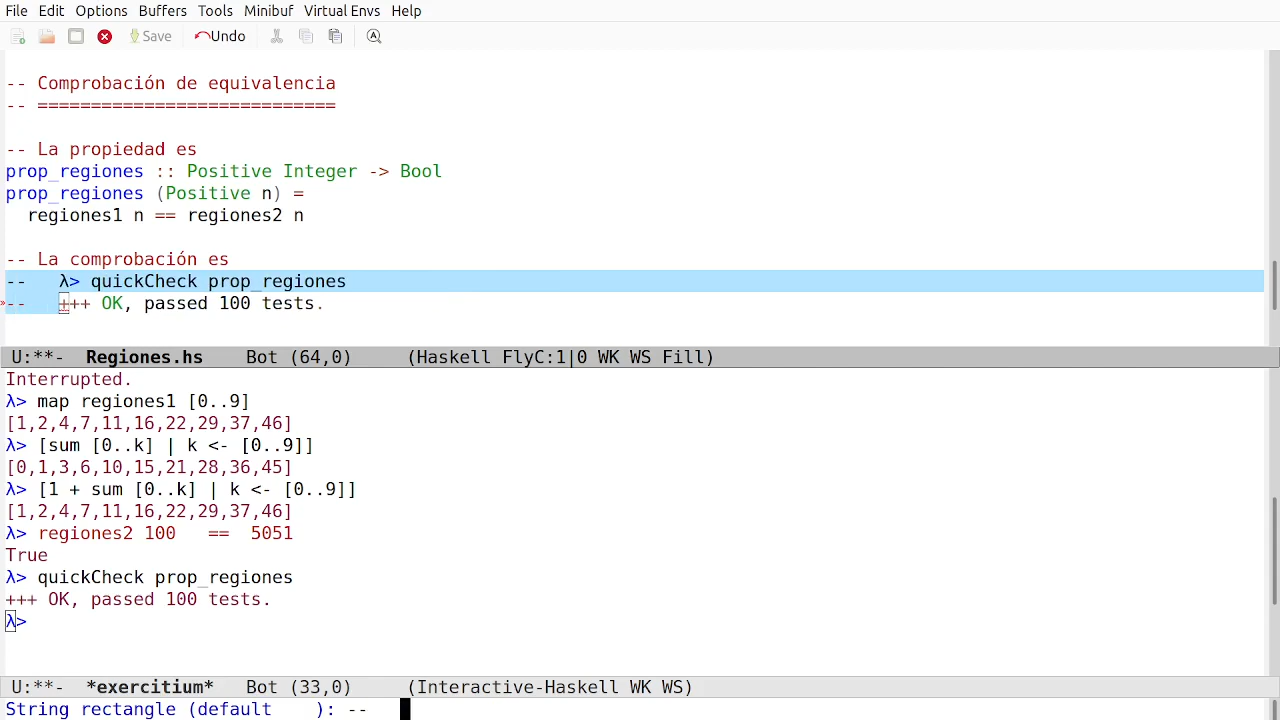 File Edit Options Buffers Tools Minibuf Virtual Envs Help
Save Undo
-- Comprobación de equivalencia
-- ============================
-- La propiedad es
prop_regiones :: Positive Integer -> Bool
prop_regiones (Positive n) =
  regiones1 n == regiones2 n
-- La comprobación es
--   λ> quickCheck prop_regiones
--   +++ OK, passed 100 tests.
U:**-  Regiones.hs    Bot (64,0)     (Haskell FlyC:1|0 WK WS Fill)
Interrupted.
λ> map regiones1 [0..9]
[1,2,4,7,11,16,22,29,37,46]
λ> [sum [0..k] | k <- [0..9]]
[0,1,3,6,10,15,21,28,36,45]
λ> [1 + sum [0..k] | k <- [0..9]]
[1,2,4,7,11,16,22,29,37,46]
λ> regiones2 100   ==  5051
True
λ> quickCheck prop_regiones
+++ OK, passed 100 tests.
λ>
U:**-  *exercitium*   Bot (33,0)     (Interactive-Haskell WK WS)
String rectangle (default    ): --